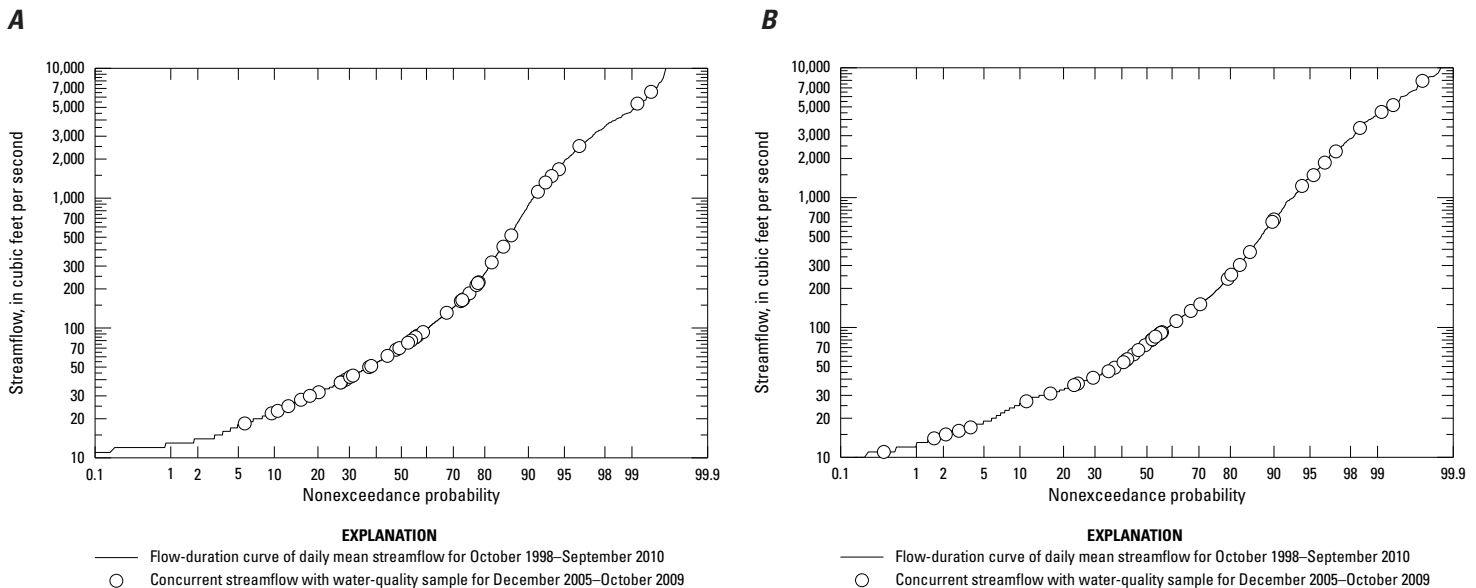 A
Streamflow, in cubic feet per second
10,000
7,000
5,000
3,000
2,000
1,000
700
500
300
200
100
70
50
30
20
10
0.1 1 2 5 10 20 30 50 70 80 90 95 98 99 99.9
Nonexceedance probability
EXPLANATION
Flow-duration curve of daily mean streamflow for October 1998–September 2010
Concurrent streamflow with water-quality sample for December 2005–October 2009
B
Streamflow, in cubic feet per second
10,000
7,000
5,000
3,000
2,000
1,000
700
500
300
200
100
70
50
30
20
10
0.1 1 2 5 10 20 30 40 50 60 70 80 90 95 98 99 99.9
Nonexceedance probability
EXPLANATION
Flow-duration curve of daily mean streamflow for October 1998–September 2010
Concurrent streamflow with water-quality sample for December 2005–October 2009